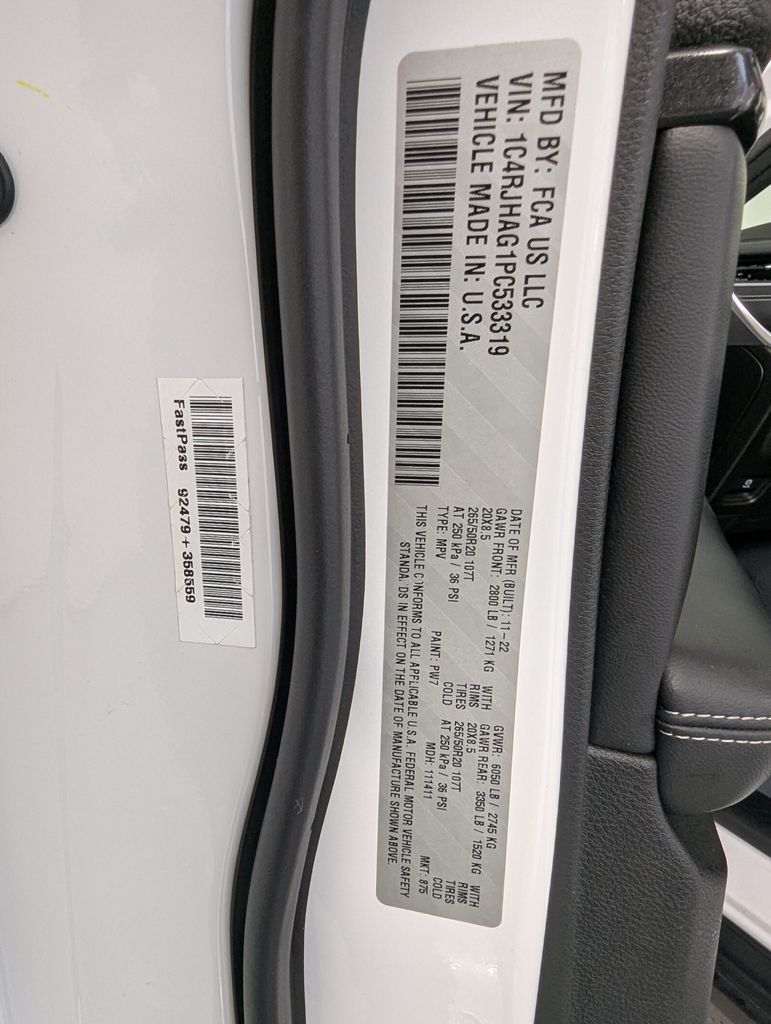 MFD BY: FCA US LLC
VIN: 1C4RJHAG1PC533319
VEHICLE MADE IN: U.S.A.
DATE OF MFR (BUILT): 11-22 GVWR: 6050 LB / 2745 KG
GAWR FRONT: 2800 LB / 1271 KG WITH GAWR REAR: 3350 LB / 1520 KG WITH
20X8.5 RIMS 20X8.5 RIMS
265/50R20 107T TIRES 265/50R20 107T TIRES
AT 250 kPa / 36 PSI COLD AT 250 kPa / 36 PSI COLD
TYPE: MPV PAINT: PW7 MDH: 111411 MKT: 875
THIS VEHICLE C NFORMS TO ALL APPLICABLE U.S.A. FEDERAL MOTOR VEHICLE SAFETY
STANDA DS IN EFFECT ON THE DATE OF MANUFACTURE SHOWN ABOVE.
FastPass 92479 + 358559